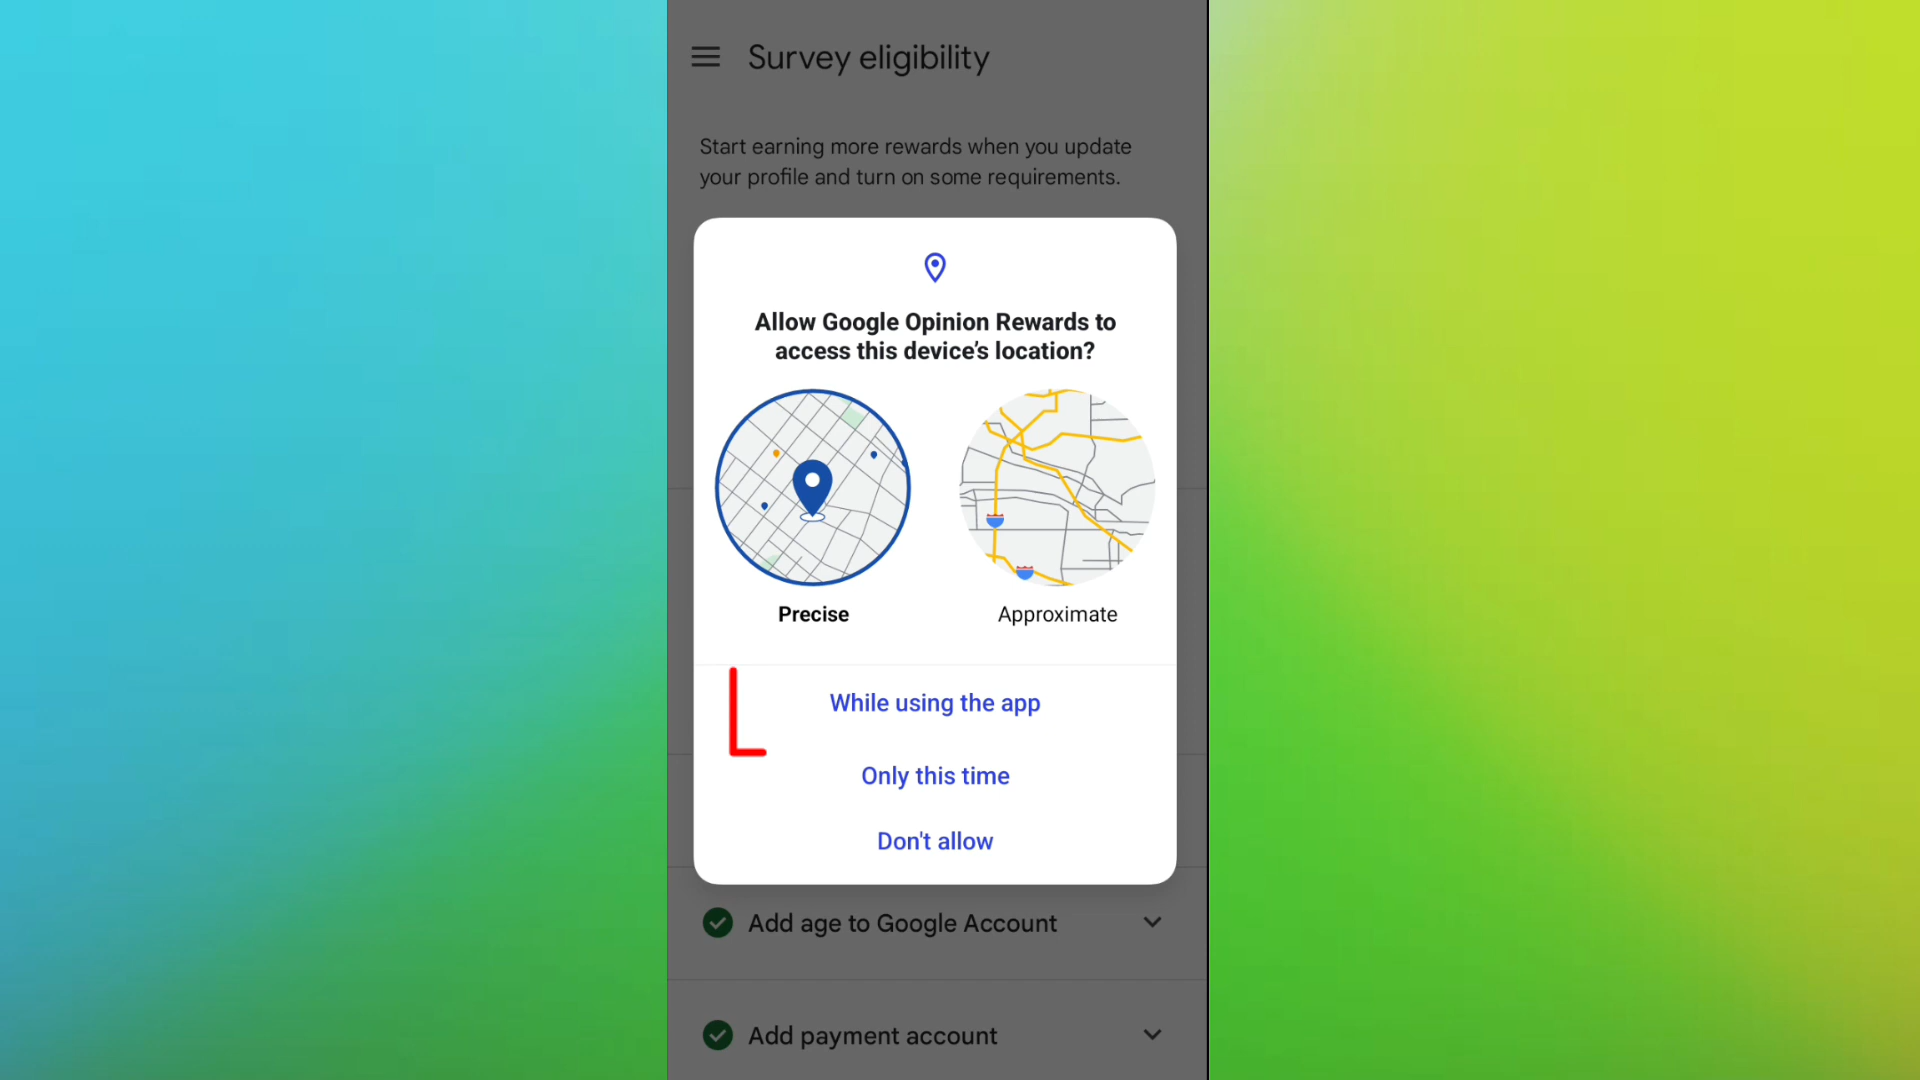 Survey eligibility
Start earning more rewards when you update
your profile and turn on some requirements.
Allow Google Opinion Rewards to
access this device’s location?
Precise
Approximate
While using the app
Only this time
Don't allow
Add age to Google Account
Add payment account